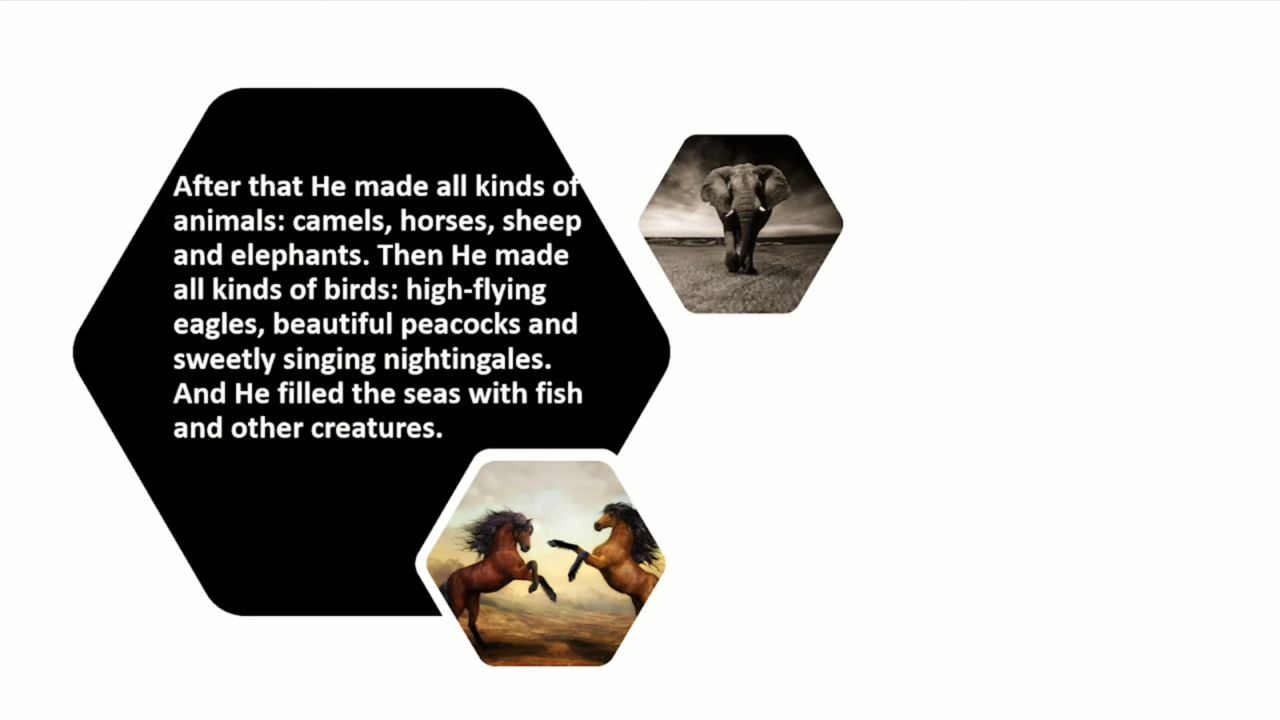 After that He made all kinds of
animals: camels, horses, sheep
and elephants. Then He made
all kinds of birds: high-flying
eagles, beautiful peacocks and
sweetly singing nightingales.
And He filled the seas with fish
and other creatures.